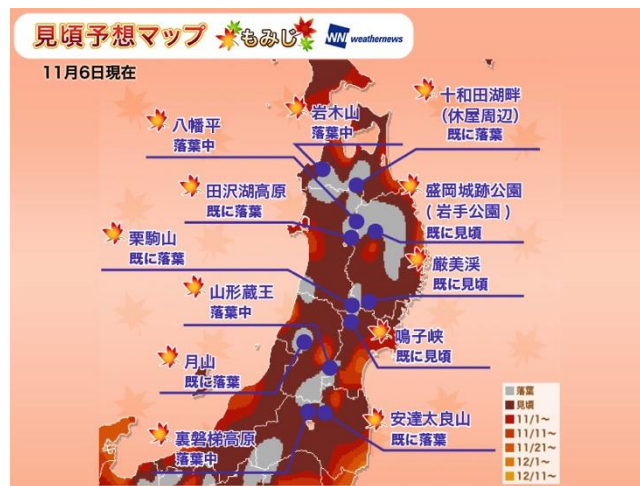 見頃予想マップ もみじ WN weathernews
11月6日現在
岩木山
落葉中
十和田湖畔
(休屋周辺)
既に落葉
八幡平
落葉中
田沢湖高原
既に落葉
盛岡城跡公園
(岩手公園)
既に見頃
栗駒山
既に落葉
厳美渓
既に見頃
山形蔵王
落葉中
鳴子峡
既に見頃
月山
既に落葉
安達太良山
既に落葉
裏磐梯高原
落葉中
落葉
見頃
11/1~
11/11~
11/21~
12/1~
12/11~